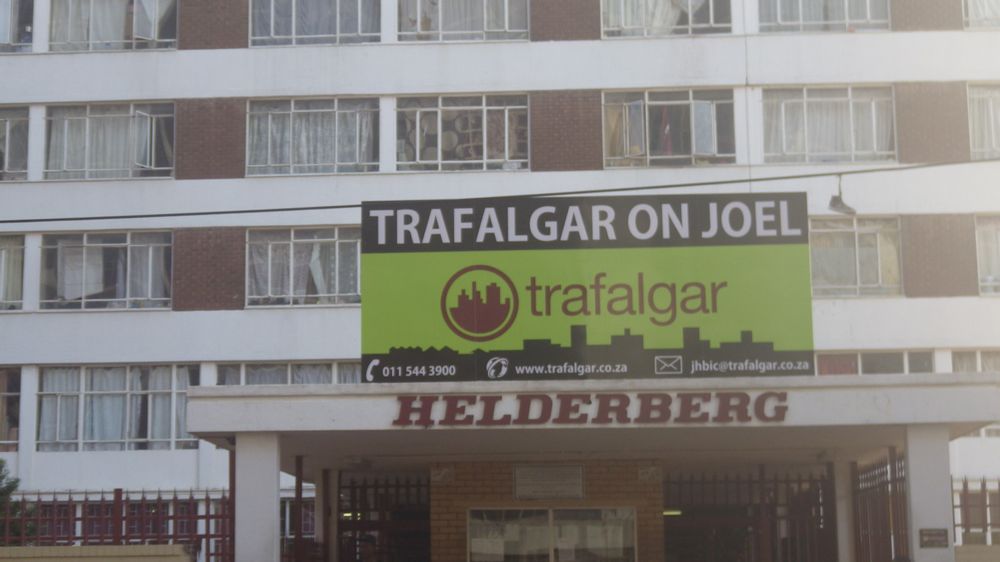 TRAFALGAR ON JOEL
trafalgar
011 544 3900 www.trafalgar.co.za jhbic@trafalgar.co.za
HELDERBERG